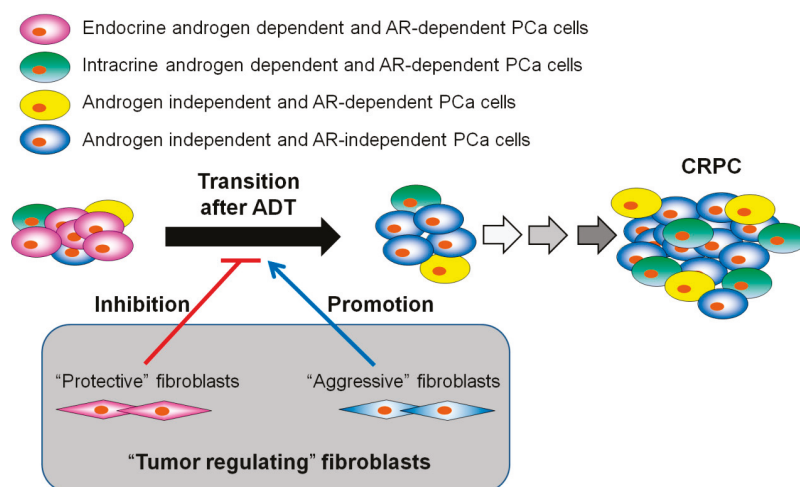 Endocrine androgen dependent and AR-dependent PCa cells
Intracrine androgen dependent and AR-dependent PCa cells
Androgen independent and AR-dependent PCa cells
Androgen independent and AR-independent PCa cells
Transition
after ADT
CRPC
Inhibition
Promotion
“Protective” fibroblasts
“Aggressive” fibroblasts
“Tumor regulating” fibroblasts